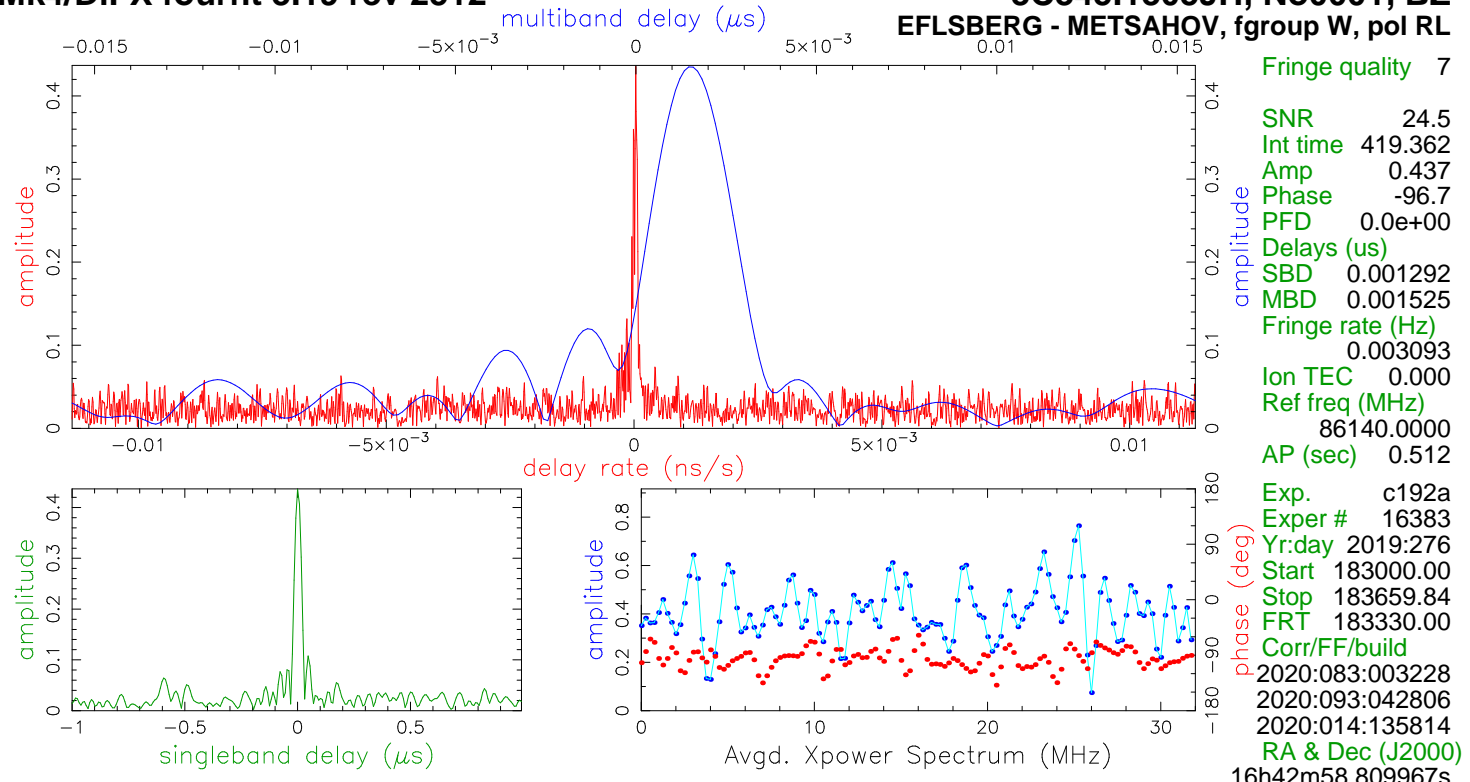 multiband delay (μs)
EFLSBERG - METSAHOV, fgroup W, pol RL
−0.015 −0.01 −5×10⁻³ 0 5×10⁻³ 0.01 0.015
amplitude
0 0.1 0.2 0.3 0.4
amplitude
0 0.1 0.2 0.3 0.4
−0.01 −5×10⁻³ 0 5×10⁻³ 0.01
delay rate (ns/s)
Fringe quality 7
SNR 24.5
Int time 419.362
Amp 0.437
Phase -96.7
PFD 0.0e+00
Delays (us)
SBD 0.001292
MBD 0.001525
Fringe rate (Hz)
0.003093
Ion TEC 0.000
Ref freq (MHz)
86140.0000
AP (sec) 0.512
Exp. c192a
Exper # 16383
Yr:day 2019:276
Start 183000.00
Stop 183659.84
FRT 183330.00
Corr/FF/build
2020:083:003228
2020:093:042806
2020:014:135814
RA & Dec (J2000)
16h42m58.809967s
amplitude
0 0.1 0.2 0.3 0.4
−1 −0.5 0 0.5
singleband delay (μs)
amplitude
0 0.2 0.4 0.6 0.8
0 10 20 30
Avgd. Xpower Spectrum (MHz)
phase (deg)
−180 −90 0 90 180